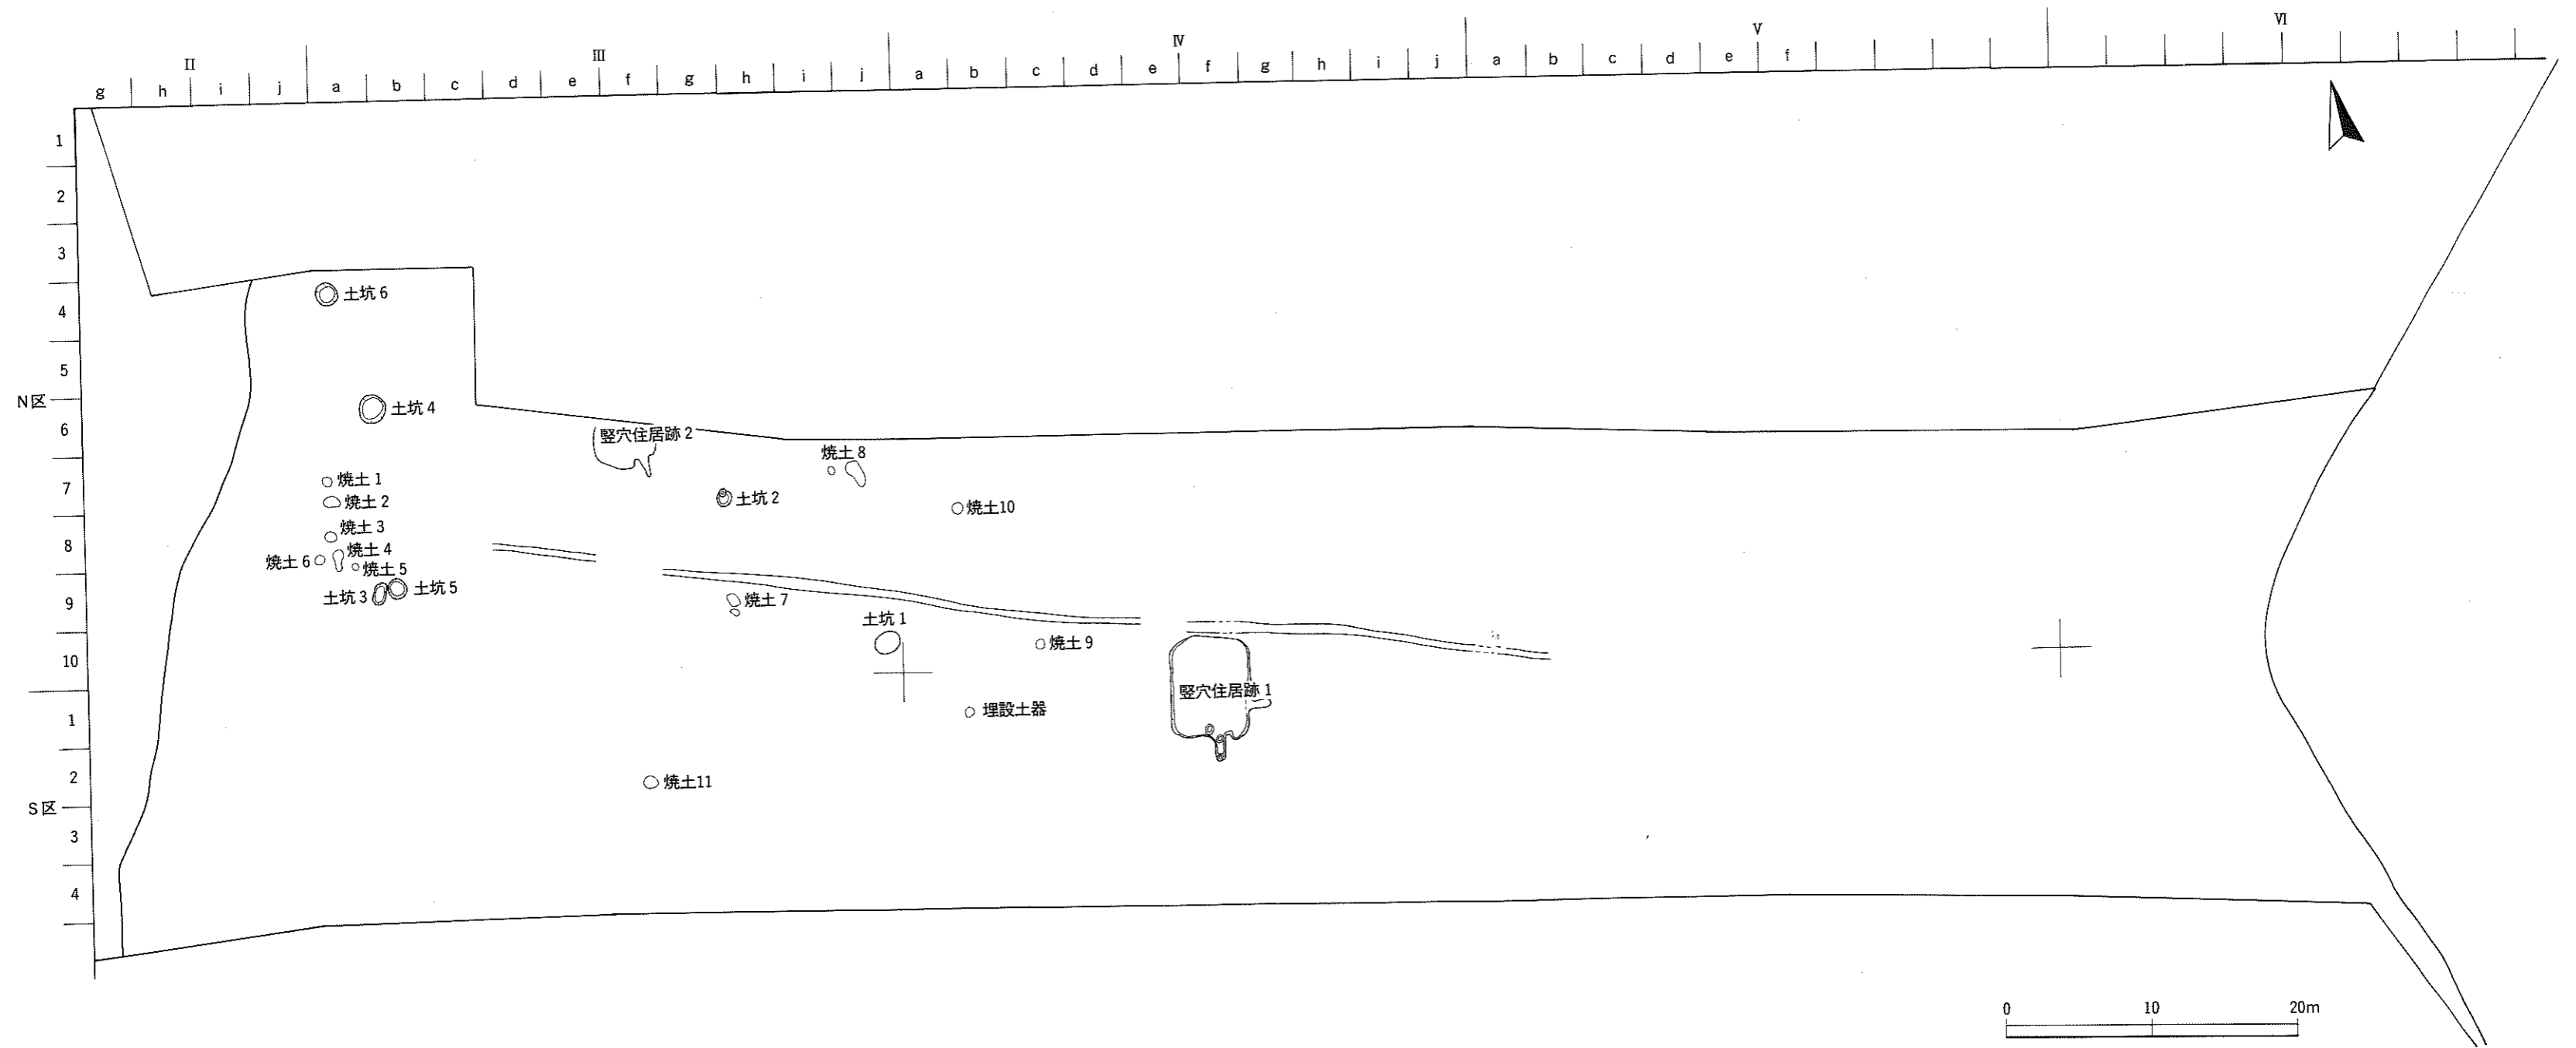 II III IV V VI
g h i j a b c d e f g h i j a b c d e f g h i j a b c d e f
1
2
3
土坑6
4
5
N区
土坑4
6
竪穴住居跡2
焼土8
焼土1
7
土坑2
焼土2
焼土10
焼土3
8
焼土4
焼土6
焼土5
土坑5
土坑3
9
焼土7
土坑1
焼土9
10
竪穴住居跡1
埋設土器
1
2
焼土11
S区
3
4
0 10 20m